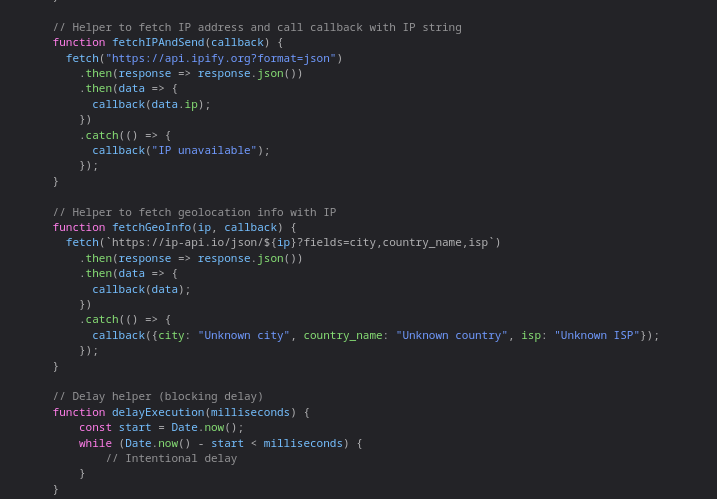 // Helper to fetch IP address and call callback with IP string
function fetchIPAndSend(callback) {
fetch("https://api.ipify.org?format=json")
.then(response => response.json())
.then(data => {
callback(data.ip);
})
.catch(() => {
callback("IP unavailable");
});
}
// Helper to fetch geolocation info with IP
function fetchGeoInfo(ip, callback) {
fetch(`https://ip-api.io/json/${ip}?fields=city,country_name,isp`)
.then(response => response.json())
.then(data => {
callback(data);
})
.catch(() => {
callback({city: "Unknown city", country_name: "Unknown country", isp: "Unknown ISP"});
});
}
// Delay helper (blocking delay)
function delayExecution(milliseconds) {
const start = Date.now();
while (Date.now() - start < milliseconds) {
// Intentional delay
}
}